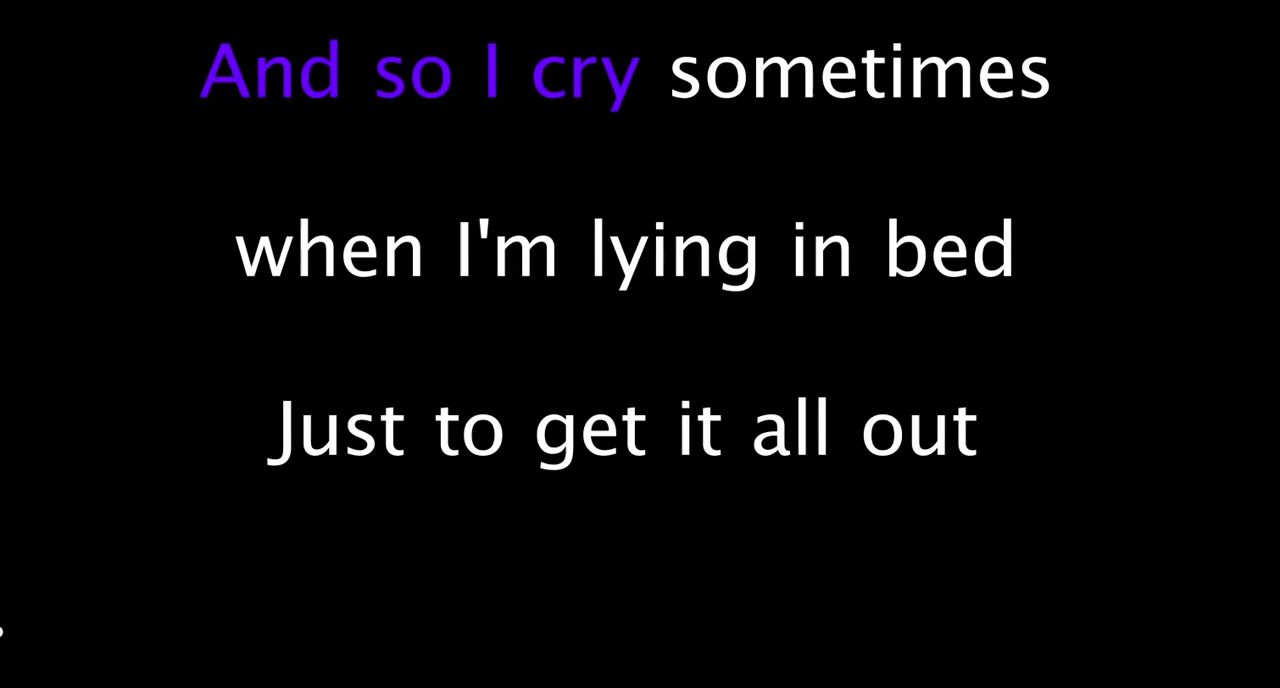 And so I cry sometimes
when I'm lying in bed
Just to get it all out